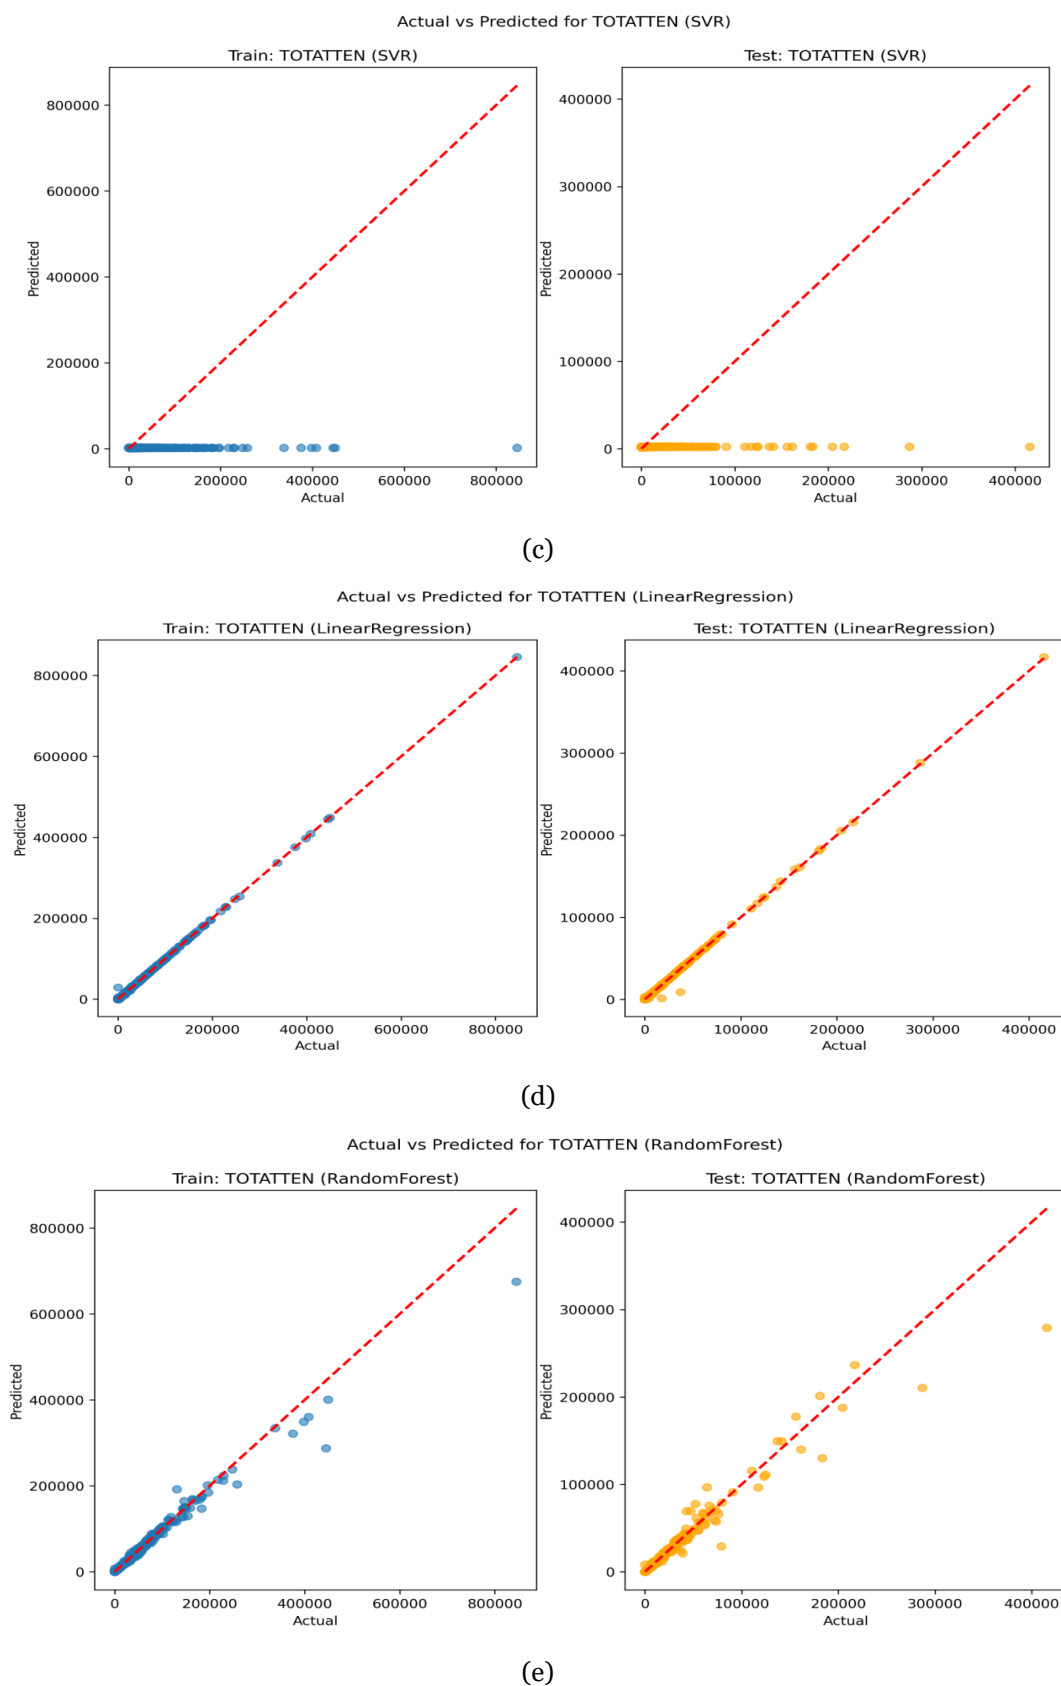 Actual vs Predicted for TOTATTEN (SVR)
Train: TOTATTEN (SVR)
Test: TOTATTEN (SVR)
Predicted
800000
600000
400000
200000
0
0 200000 400000 600000 800000
Actual
Predicted
400000
300000
200000
100000
0
0 100000 200000 300000 400000
Actual
(c)
Actual vs Predicted for TOTATTEN (LinearRegression)
Train: TOTATTEN (LinearRegression)
Test: TOTATTEN (LinearRegression)
Predicted
800000
600000
400000
200000
0
0 200000 400000 600000 800000
Actual
Predicted
400000
300000
200000
100000
0
0 100000 200000 300000 400000
Actual
(d)
Actual vs Predicted for TOTATTEN (RandomForest)
Train: TOTATTEN (RandomForest)
Test: TOTATTEN (RandomForest)
Predicted
800000
600000
400000
200000
0
0 200000 400000 600000 800000
Actual
Predicted
400000
300000
200000
100000
0
0 100000 200000 300000 400000
Actual
(e)